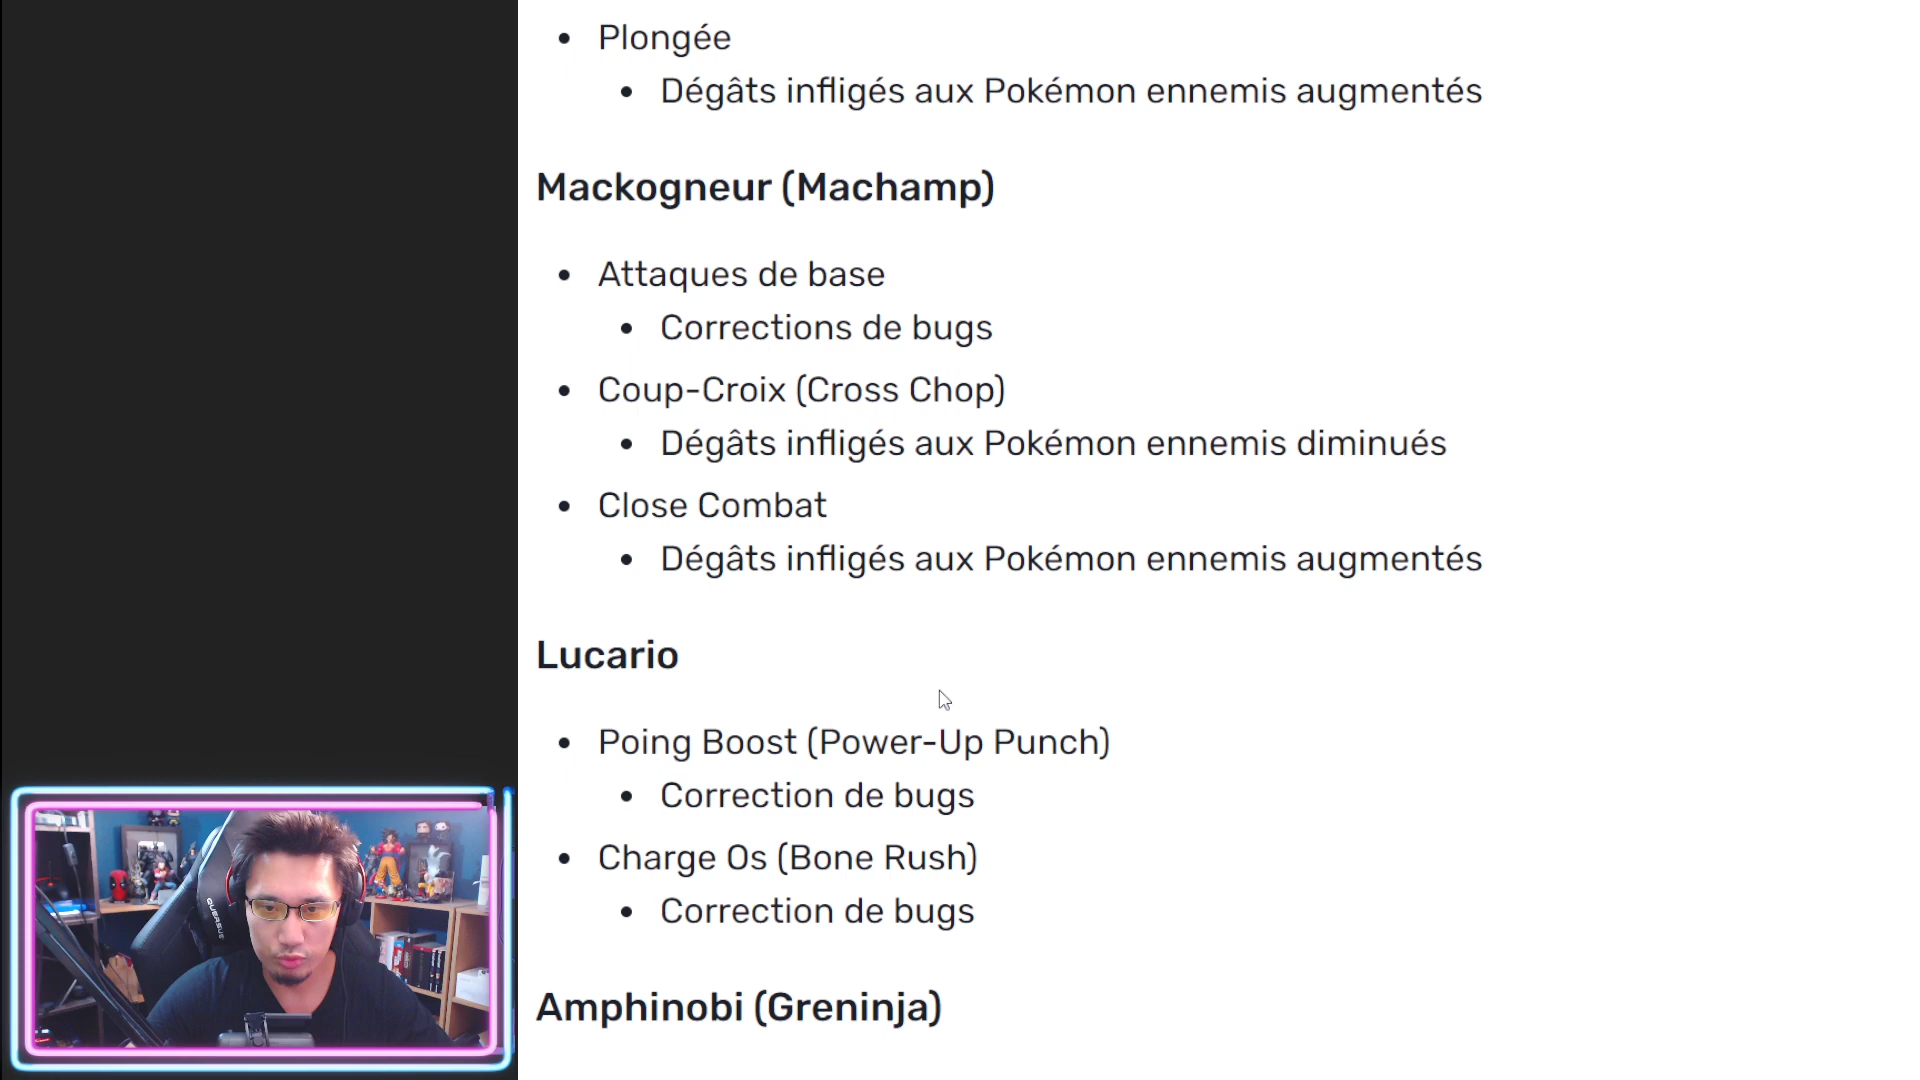 Plongée
Dégâts infligés aux Pokémon ennemis augmentés
Mackogneur (Machamp)
Attaques de base
Corrections de bugs
Coup-Croix (Cross Chop)
Dégâts infligés aux Pokémon ennemis diminués
Close Combat
Dégâts infligés aux Pokémon ennemis augmentés
Lucario
Poing Boost (Power-Up Punch)
Correction de bugs
Charge Os (Bone Rush)
Correction de bugs
Amphinobi (Greninja)
QUERSUS